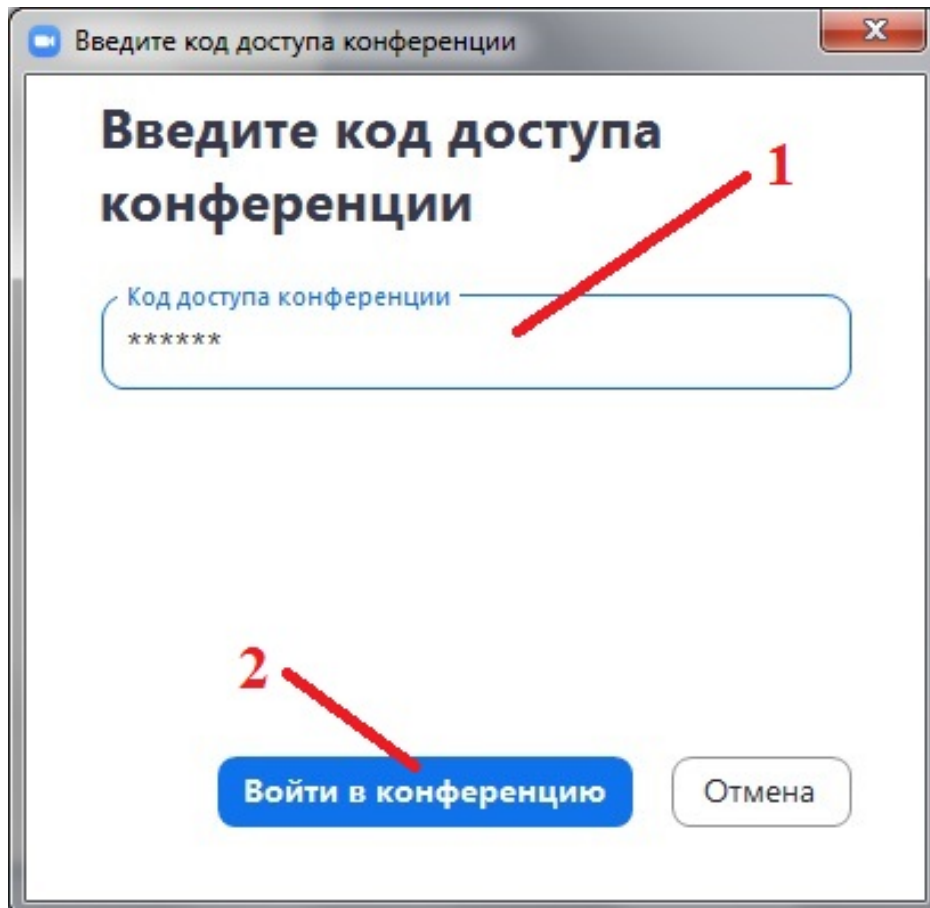 Введите код доступа конференции
Введите код доступа
конференции
1
Код доступа конференции
******
2
Войти в конференцию
Отмена